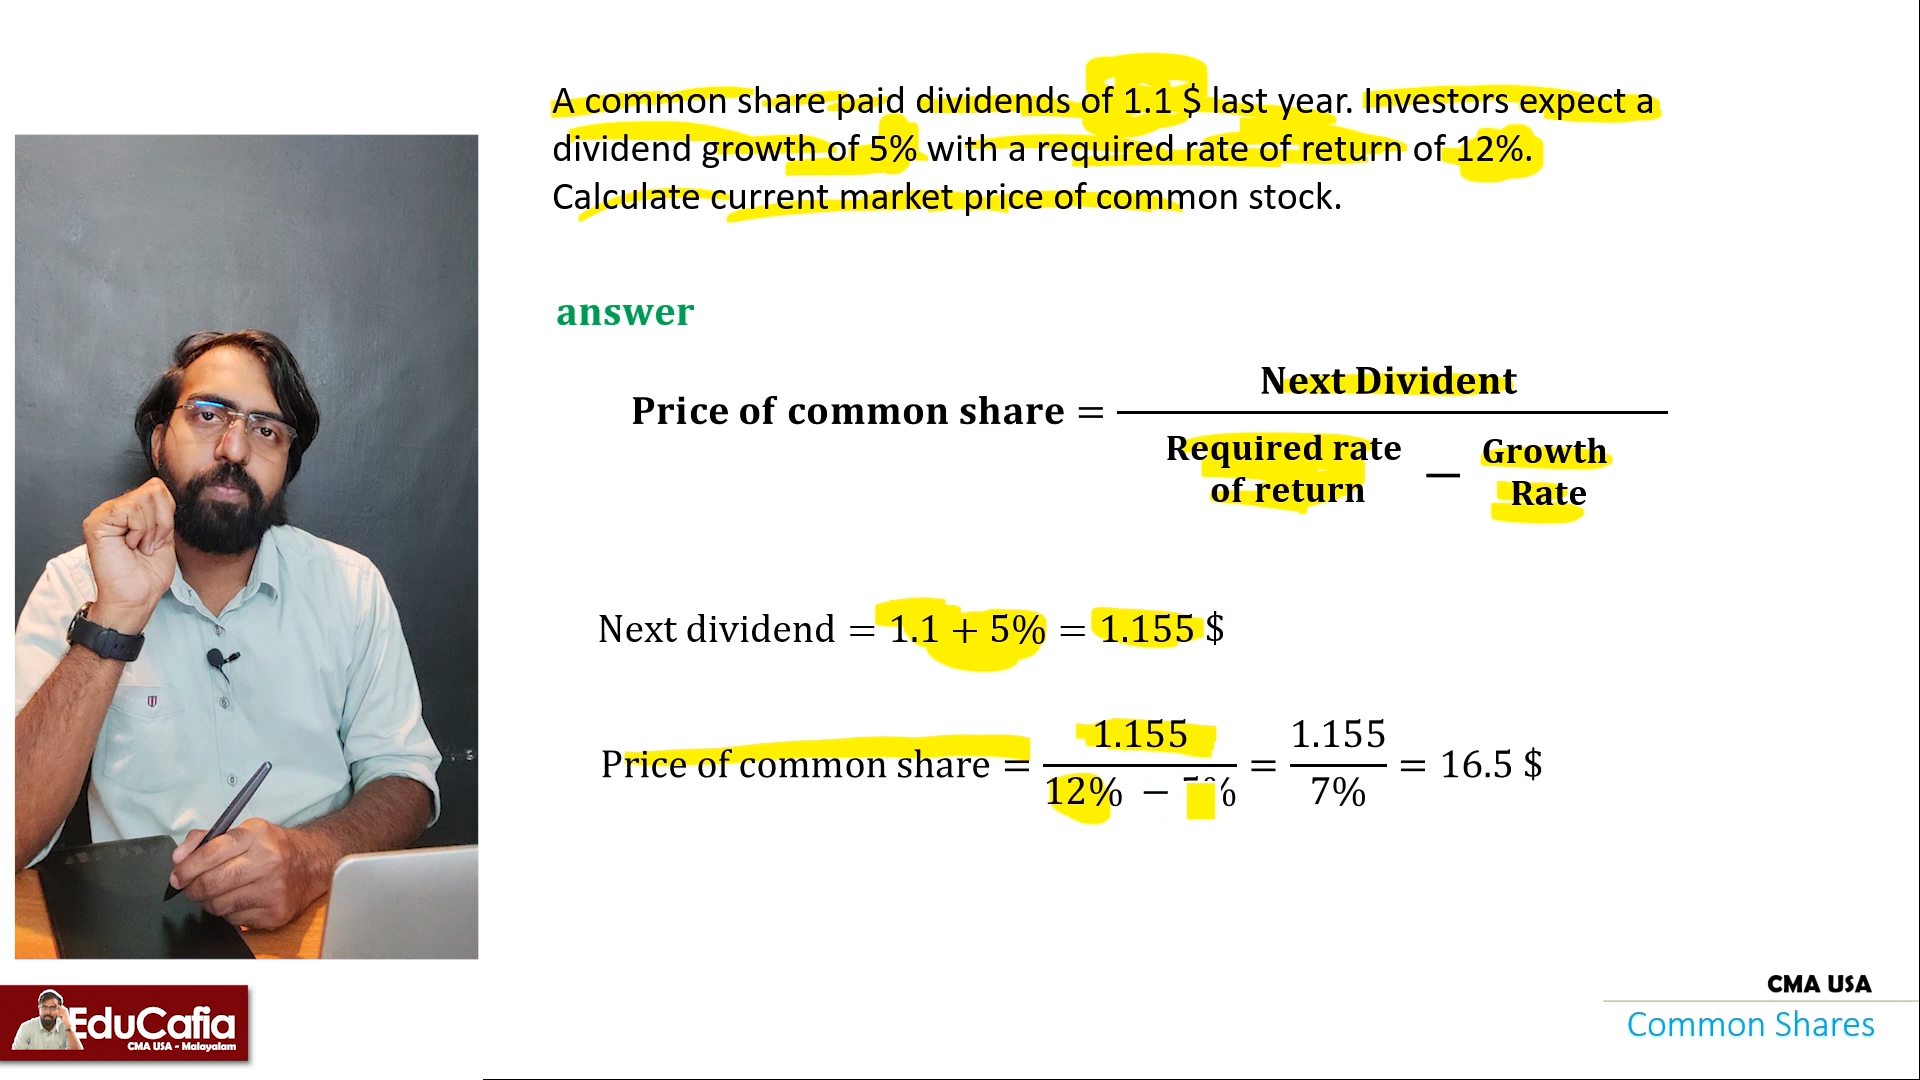 A common share paid dividends of 1.1 $ last year. Investors expect a
dividend growth of 5% with a required rate of return of 12%.
Calculate current market price of common stock.
answer
Price of common share = Next Divident
Required rate of return − Growth Rate
Next dividend = 1.1 + 5% = 1.155 $
Price of common share = 1.155 / 12% − 5% = 1.155 / 7% = 16.5 $
EduCafia
CMA USA - Malayalam
CMA USA
Common Shares